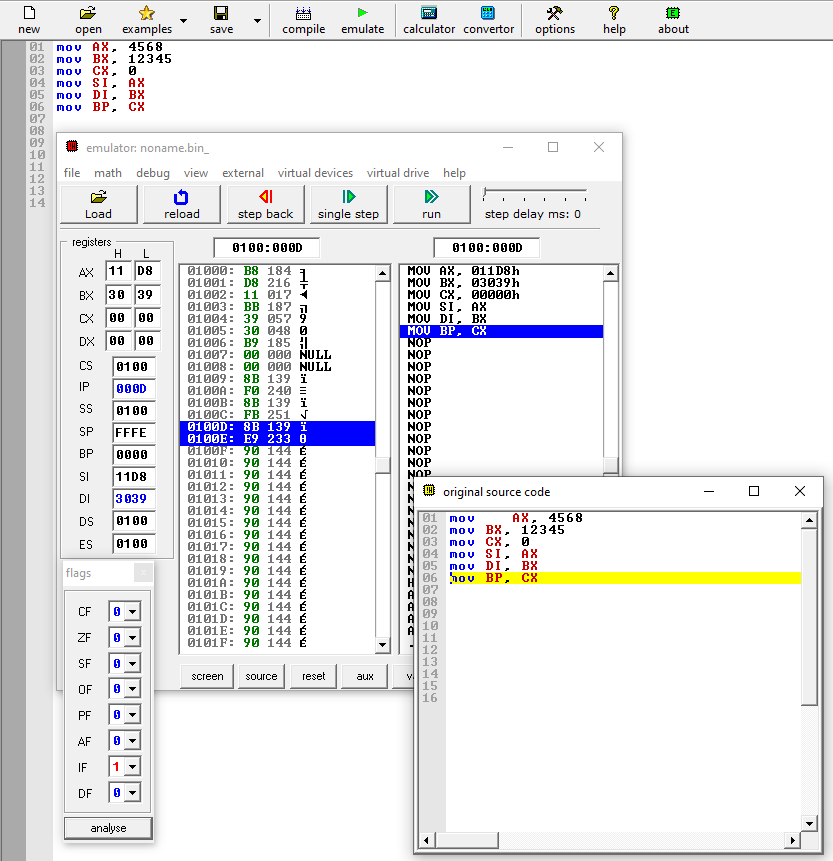 new open examples save compile emulate calculator convertor options help about
01 mov AX, 4568
02 mov BX, 12345
03 mov CX, 0
04 mov SI, AX
05 mov DI, BX
06 mov BP, CX
07
08
09
10
11
12
13
14
emulator: noname.bin_
file math debug view external virtual devices virtual drive help
Load reload step back single step run step delay ms: 0
registers
H L
AX 11 D8
BX 30 39
CX 00 00
DX 00 00
CS 0100
IP 000D
SS 0100
SP FFFE
BP 0000
SI 11D8
DI 3039
DS 0100
ES 0100
0100:000D
01000: B8 184 ╕
01001: D8 216 ╪
01002: 11 017 ◄
01003: BB 187 ╗
01004: 39 057 9
01005: 30 048 0
01006: B9 185 ╣
01007: 00 000 NULL
01008: 00 000 NULL
01009: 8B 139 ï
0100A: F0 240 ≡
0100B: 8B 139 ï
0100C: FB 251 √
0100D: 8B 139 ï
0100E: E9 233 Θ
0100F: 90 144 É
01010: 90 144 É
01011: 90 144 É
01012: 90 144 É
01013: 90 144 É
01014: 90 144 É
01015: 90 144 É
01016: 90 144 É
01017: 90 144 É
01018: 90 144 É
01019: 90 144 É
0101A: 90 144 É
0101B: 90 144 É
0101C: 90 144 É
0101D: 90 144 É
0101E: 90 144 É
0101F: 90 144 É
0100:000D
MOV AX, 011D8h
MOV BX, 03039h
MOV CX, 00000h
MOV SI, AX
MOV DI, BX
MOV BP, CX
NOP
NOP
NOP
NOP
NOP
NOP
NOP
NOP
NOP
NOP
NOP
screen source reset aux
flags
CF 0
ZF 0
SF 0
OF 0
PF 0
AF 0
IF 1
DF 0
analyse
original source code
01 mov AX, 4568
02 mov BX, 12345
03 mov CX, 0
04 mov SI, AX
05 mov DI, BX
06 mov BP, CX
07
08
09
10
11
12
13
14
15
16